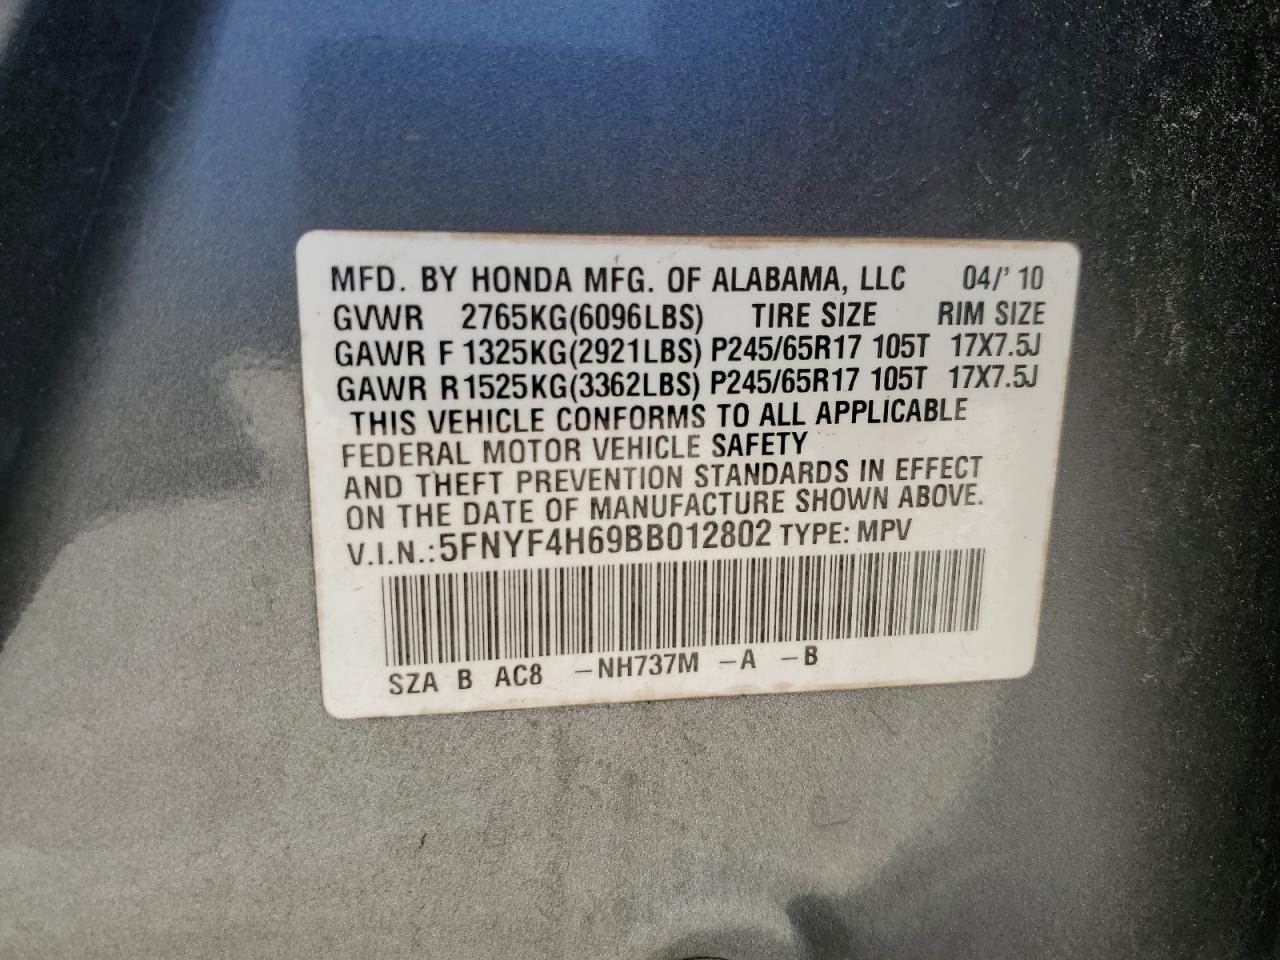 MFD. BY HONDA MFG. OF ALABAMA, LLC 04/' 10
GVWR 2765KG(6096LBS) TIRE SIZE RIM SIZE
GAWR F 1325KG(2921LBS) P245/65R17 105T 17X7.5J
GAWR R 1525KG(3362LBS) P245/65R17 105T 17X7.5J
THIS VEHICLE CONFORMS TO ALL APPLICABLE
FEDERAL MOTOR VEHICLE SAFETY
AND THEFT PREVENTION STANDARDS IN EFFECT
ON THE DATE OF MANUFACTURE SHOWN ABOVE.
V.I.N.: 5FNYF4H69BB012802 TYPE: MPV
SZA B AC8 -NH737M -A -B